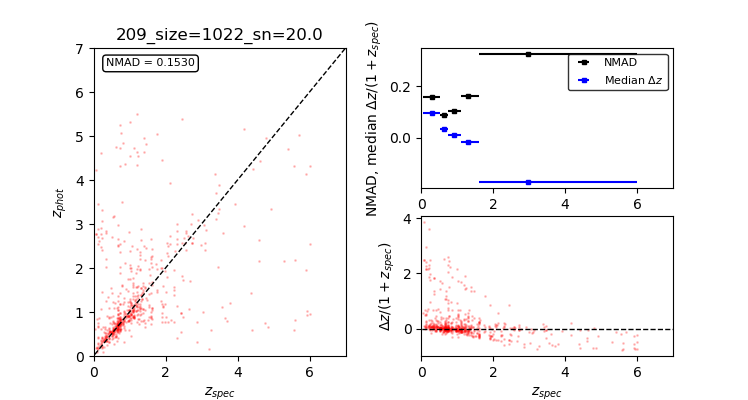 209_size=1022_sn=20.0
NMAD = 0.1530
7
6
5
4
3
2
1
0
z_phot
0 2 4 6
z_spec
NMAD, median Δz/(1 + z_spec)
0.2
0.0
NMAD
Median Δz
0 2 4 6
Δz/(1 + z_spec)
4
2
0
0 2 4 6
z_spec